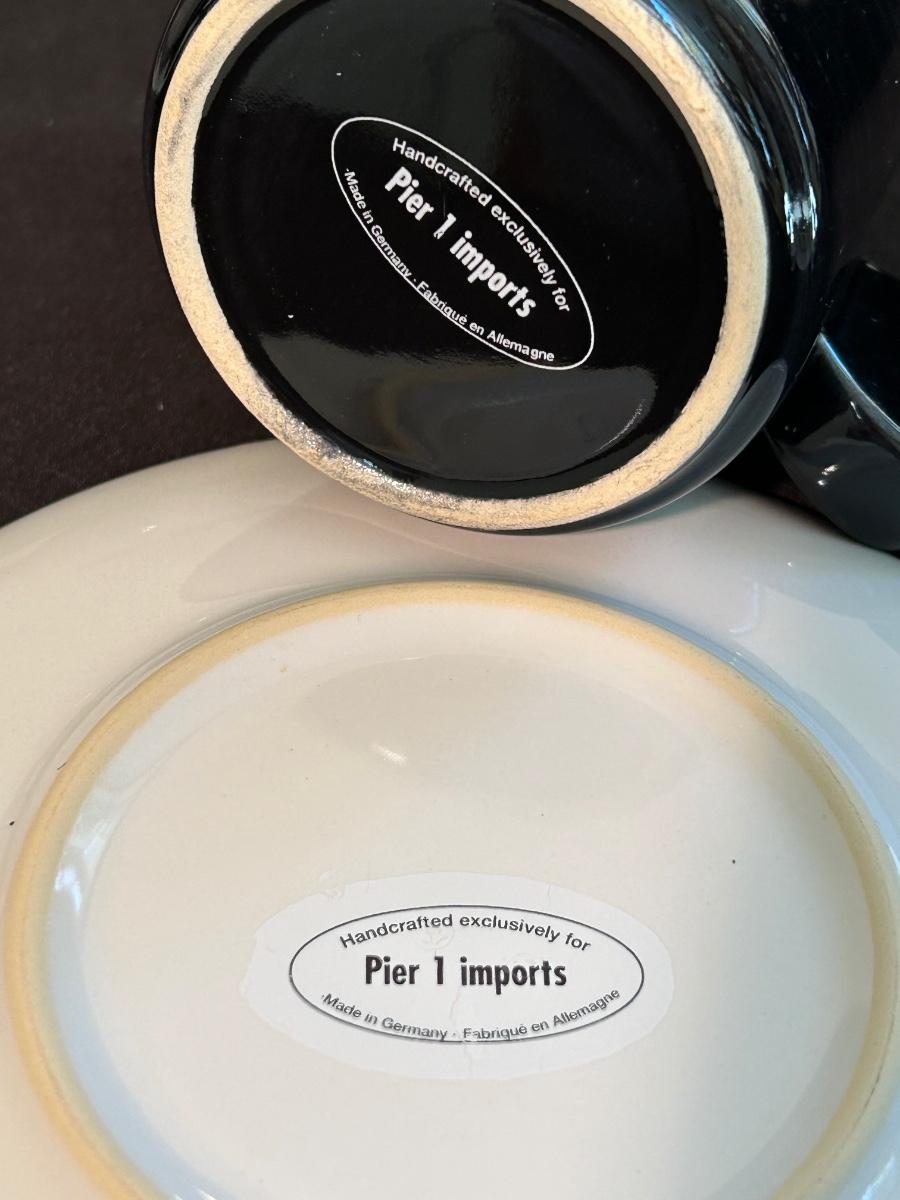 Handcrafted exclusively for
Pier 1 imports
·Made in Germany · Fabriqué en Allemagne
Handcrafted exclusively for
Pier 1 imports
·Made in Germany · Fabriqué en Allemagne